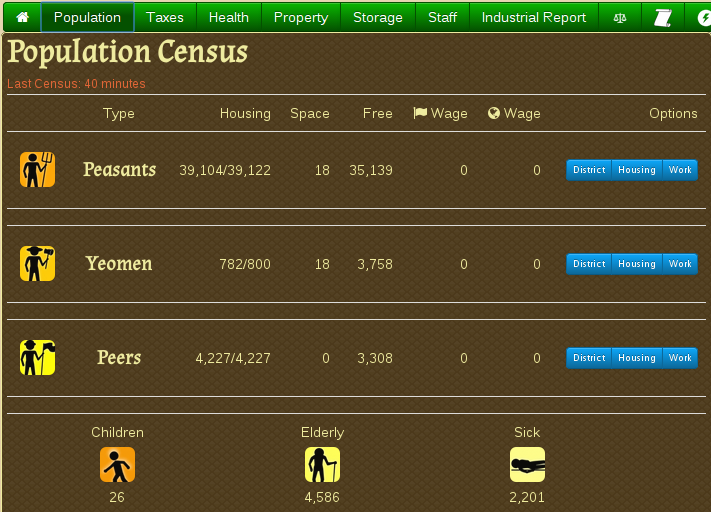 Population Taxes Health Property Storage Staff Industrial Report
Population Census
Last Census: 40 minutes
Type Housing Space Free Wage Wage Options
Peasants 39,104/39,122 18 35,139 0 0 District Housing Work
Yeomen 782/800 18 3,758 0 0 District Housing Work
Peers 4,227/4,227 0 3,308 0 0 District Housing Work
Children Elderly Sick
26 4,586 2,201